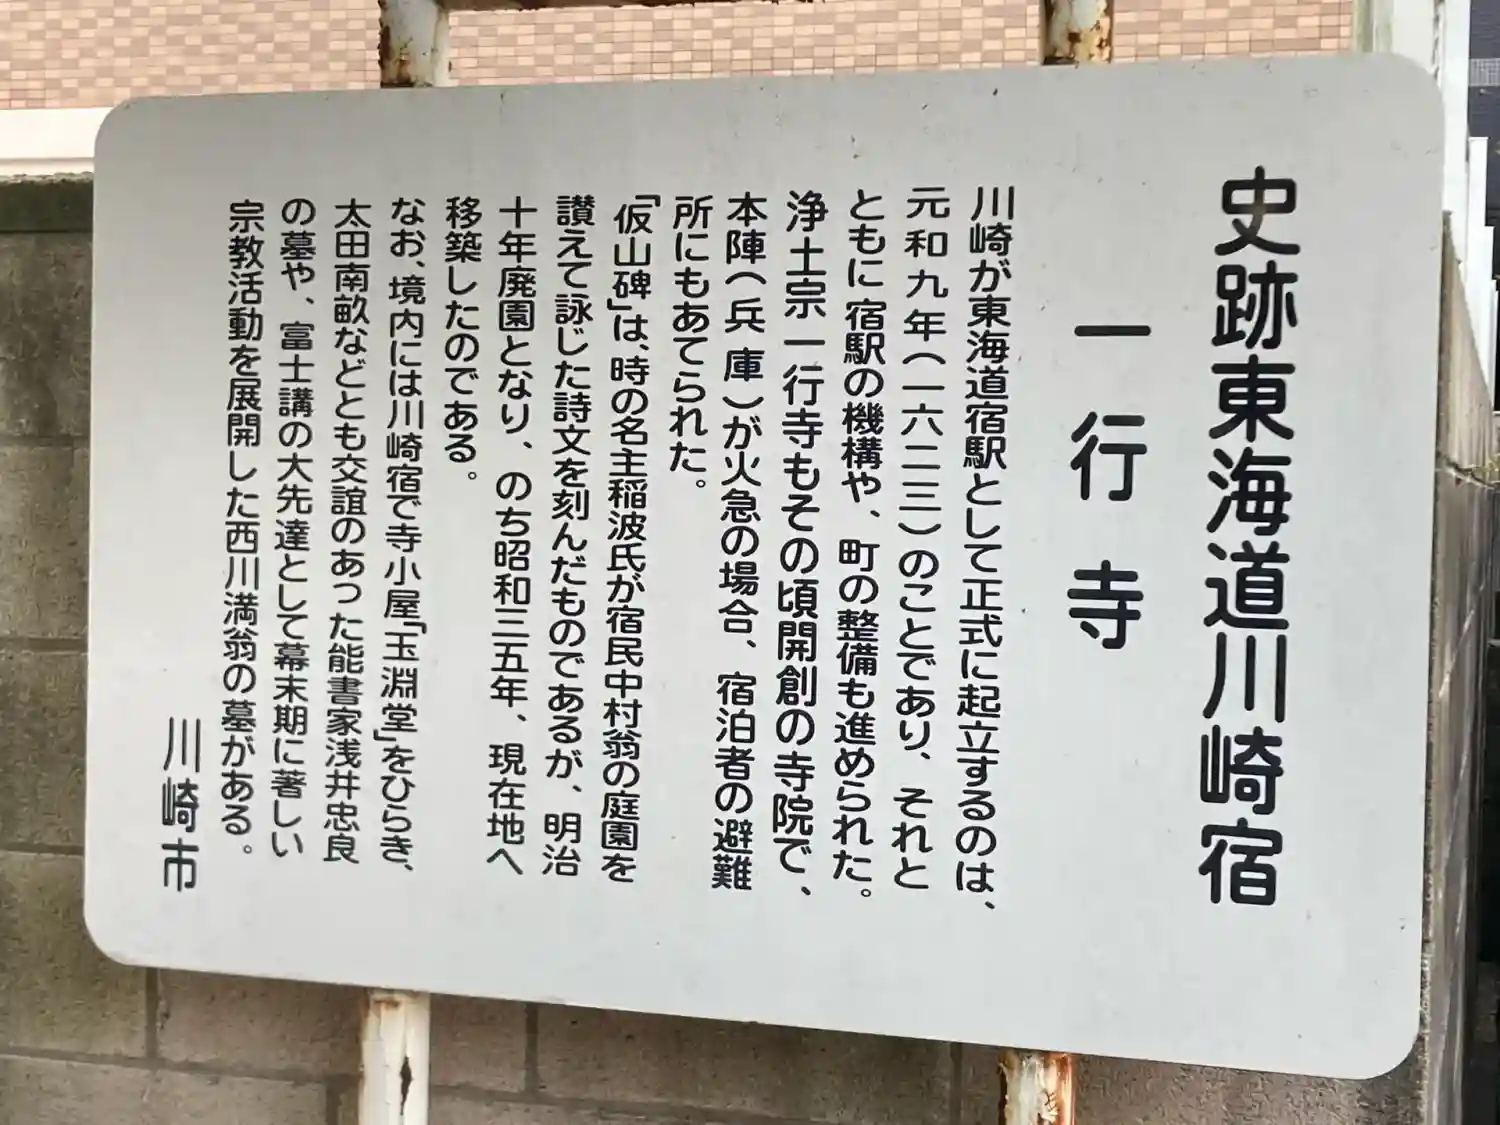 史跡東海道川崎宿
一行寺
川崎が東海道宿駅として正式に起立するのは、
元和九年(一六二三)のことであり、それと
ともに宿駅の機構や、町の整備も進められた。
浄土宗一行寺もその頃開創の寺院で、
本陣(兵庫)が火急の場合、宿泊者の避難
所にもあてられた。
「仮山碑」は、時の名主稲波氏が宿民中村翁の庭園を
讃えて詠じた詩文を刻んだものであるが、明治
十年廃園となり、のち昭和三五年、現在地へ
移築したのである。
なお、境内には川崎宿で寺小屋「玉淵堂」をひらき、
太田南畝などとも交誼のあった能書家浅井忠良
の墓や、富士講の大先達として幕末期に著しい
宗教活動を展開した西川満翁の墓がある。
川崎市